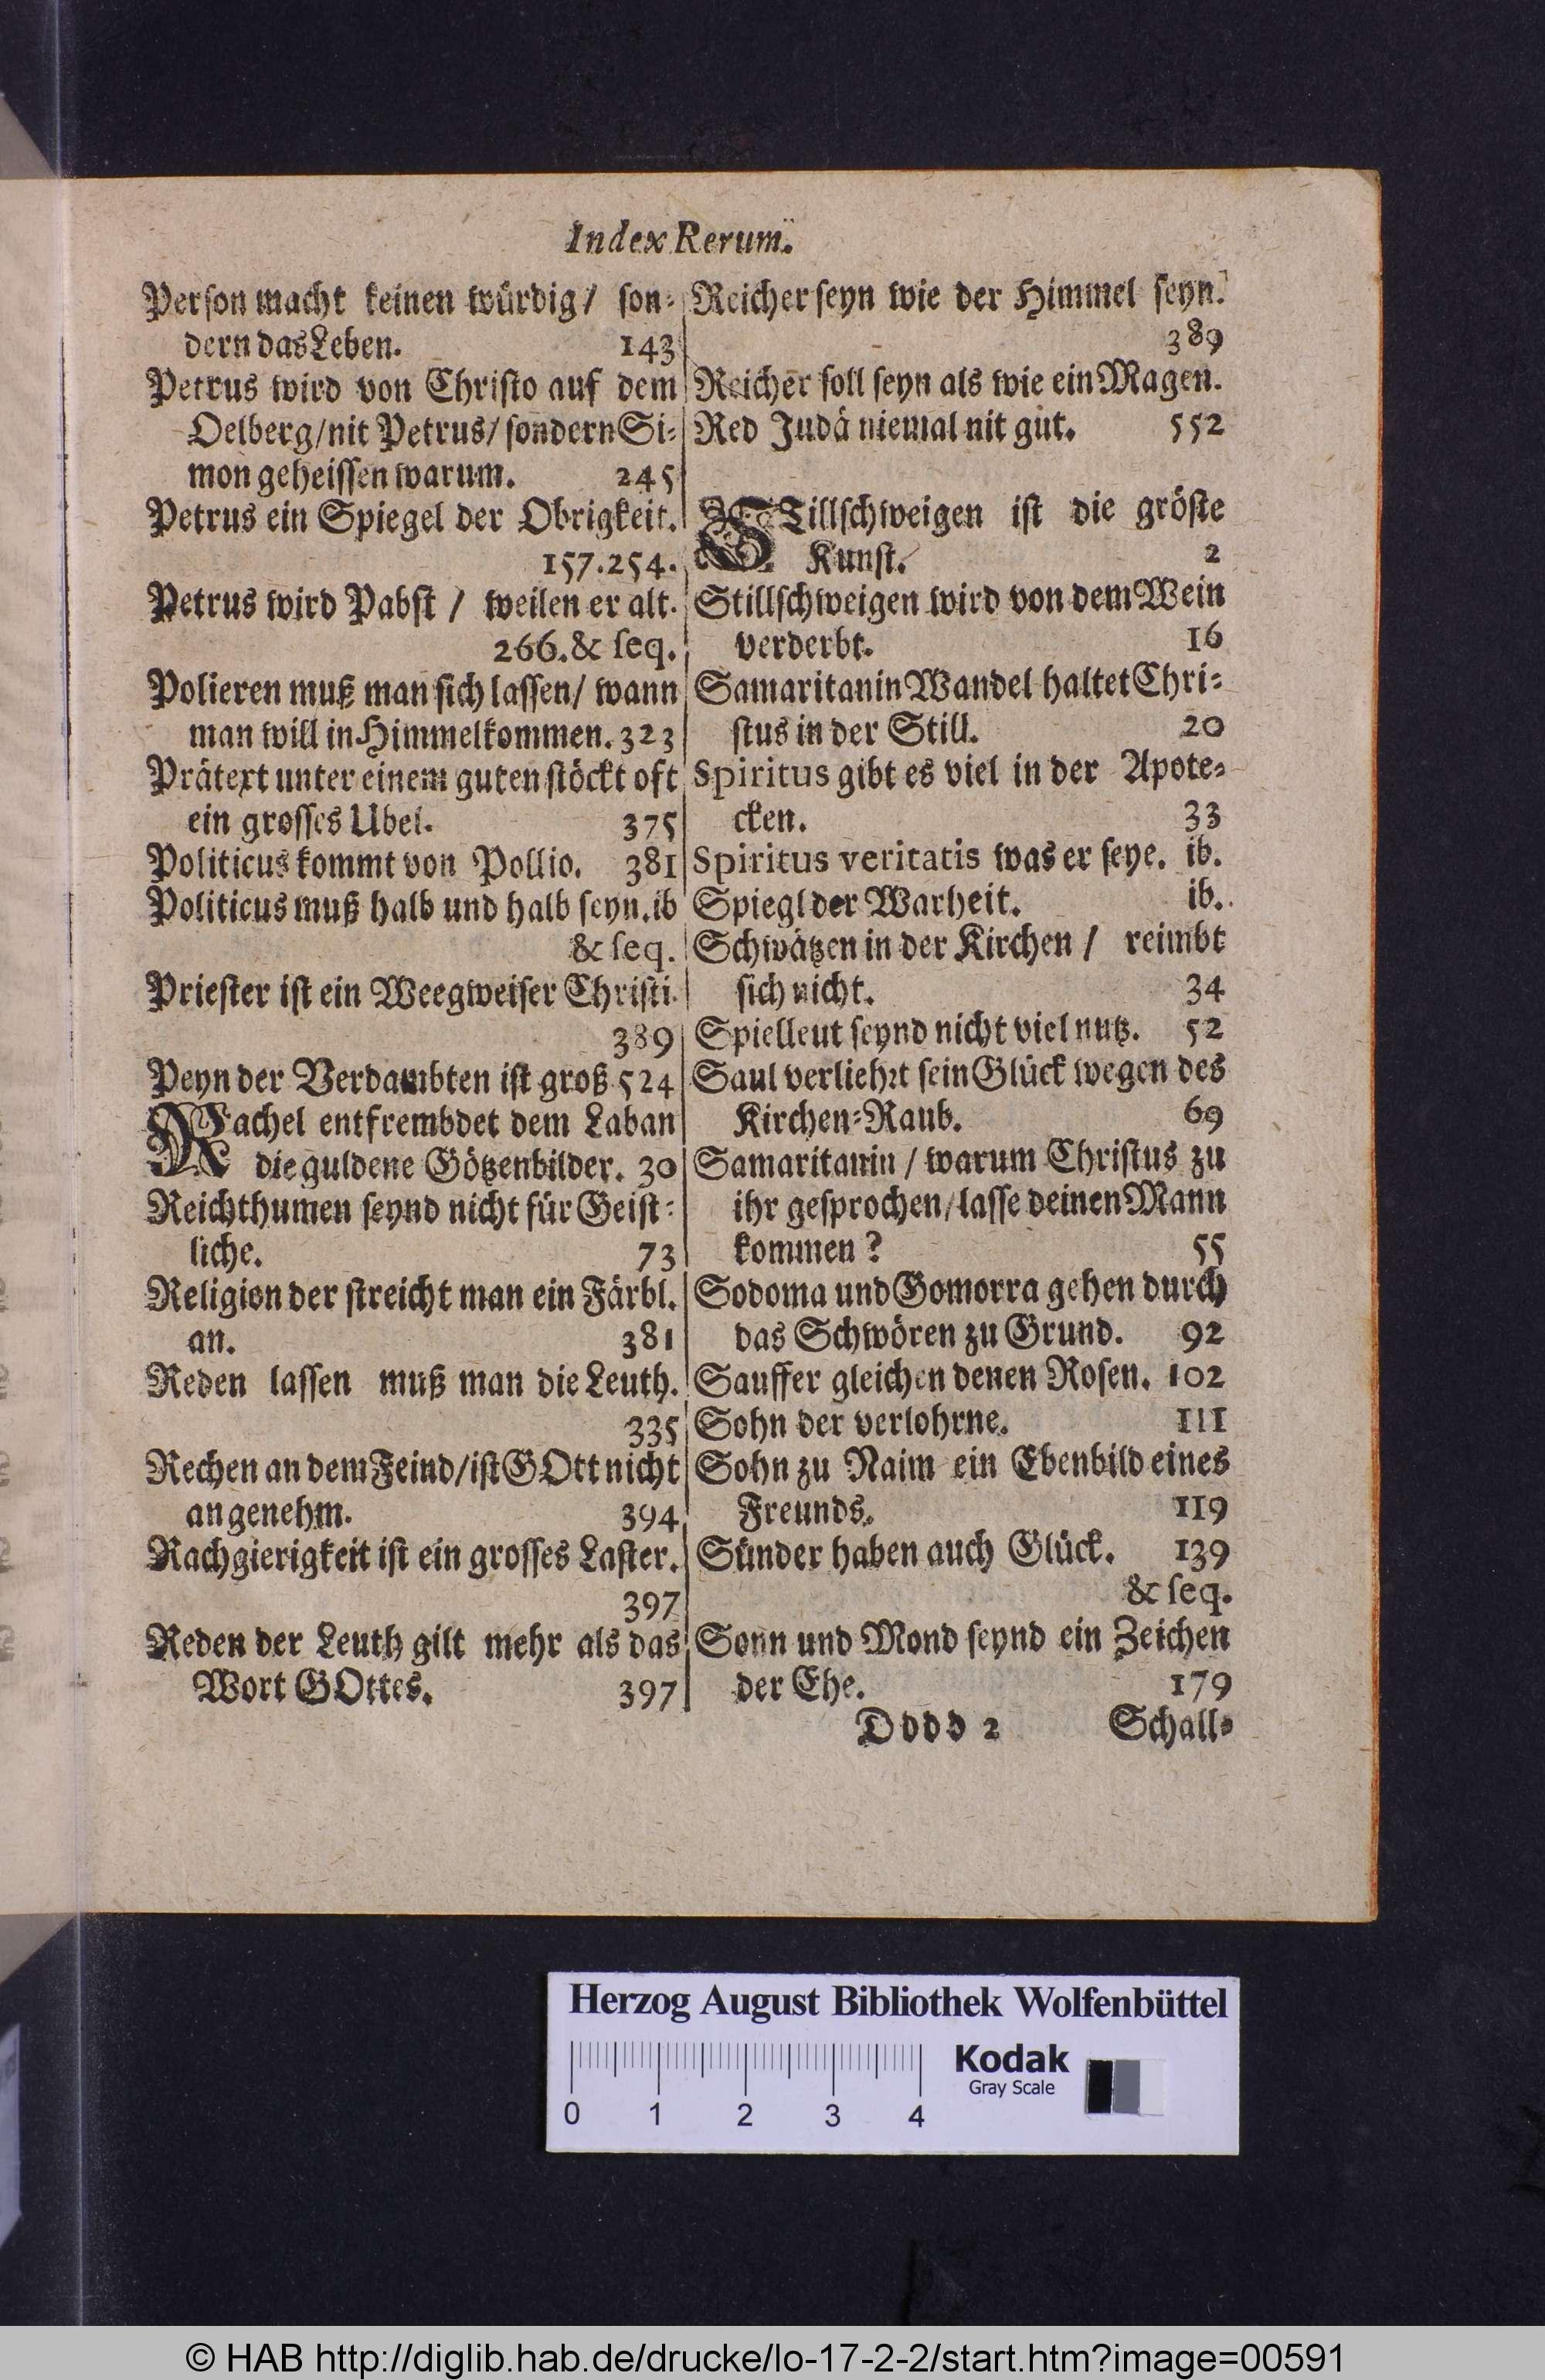 Index Rerum.
Perſon macht keinen würdig / ſon-
dern das Leben. 143
Petrus wird von Chriſto auf dem
Oelberg / nit Petrus / ſondern Si-
mon geheiſſen warum. 245
Petrus ein Spiegel der Obrigkeit.
157.254.
Petrus wird Pabſt / weilen er alt.
266. & ſeq.
Polieren muß man ſich laſſen / wann
man will in Himmel kommen. 323
Prätext unter einem guten ſtöckt oft
ein groſſes Ubel. 375
Politicus kommt von Pollio. 381
Politicus muß halb und halb ſeyn. ib
& ſeq.
Prieſter iſt ein Weegweiſer Chriſti.
389
Peyn der Verdambten iſt groß 524
RAchel entfrembdet dem Laban
die guldene Götzenbilder. 30
Reichthumen ſeynd nicht für Geiſt-
liche. 73
Religion der ſtreicht man ein Färbl.
an. 381
Reden laſſen muß man die Leuth.
335
Rechen an dem Feind / iſt GOtt nicht
angenehm. 394
Rachgierigkeit iſt ein groſſes Laſter.
397
Reden der Leuth gilt mehr als das
Wort GOttes. 397
Reicher ſeyn wie der Himmel ſeyn.
389
Reicher ſoll ſeyn als wie ein Magen.
Red Judä niemal nit gut. 552
STillſchweigen iſt die gröſte
Kunſt. 2
Stillſchweigen wird von dem Wein
verderbt. 16
Samaritanin Wandel haltet Chri-
ſtus in der Still. 20
Spiritus gibt es viel in der Apote-
cken. 33
Spiritus veritatis was er ſeye. ib.
Spiegl der Warheit. ib.
Schwätzen in der Kirchen / reimbt
ſich nicht. 34
Spielleut ſeynd nicht viel nutz. 52
Saul verliehrt ſein Glück wegen des
Kirchen-Raub. 69
Samaritanin / warum Chriſtus zu
ihr geſprochen / laſſe deinen Mann
kommen? 55
Sodoma und Gomorra gehen durch
das Schwören zu Grund. 92
Sauffer gleichen denen Roſen. 102
Sohn der verlohrne. 111
Sohn zu Naim ein Ebenbild eines
Freunds. 119
Sünder haben auch Glück. 139
& ſeq.
Sonn und Mond ſeynd ein Zeichen
der Ehe. 179
Dddd 2 Schall-
Herzog August Bibliothek Wolfenbüttel
Kodak
Gray Scale
0 1 2 3 4
© HAB http://diglib.hab.de/drucke/lo-17-2-2/start.htm?image=00591